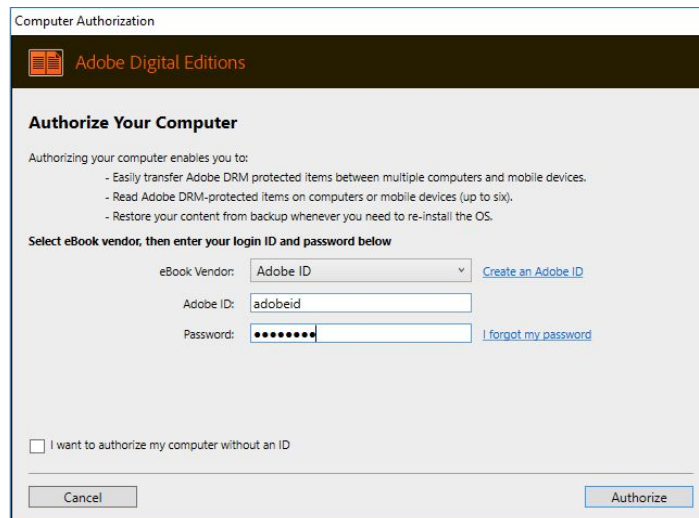 Computer Authorization
Adobe Digital Editions
Authorize Your Computer
Authorizing your computer enables you to:
- Easily transfer Adobe DRM protected items between multiple computers and mobile devices.
- Read Adobe DRM-protected items on computers or mobile devices (up to six).
- Restore your content from backup whenever you need to re-install the OS.
Select eBook vendor, then enter your login ID and password below
eBook Vendor: Adobe ID Create an Adobe ID
Adobe ID: adobeid
Password: ●●●●●●●● I forgot my password
I want to authorize my computer without an ID
Cancel Authorize